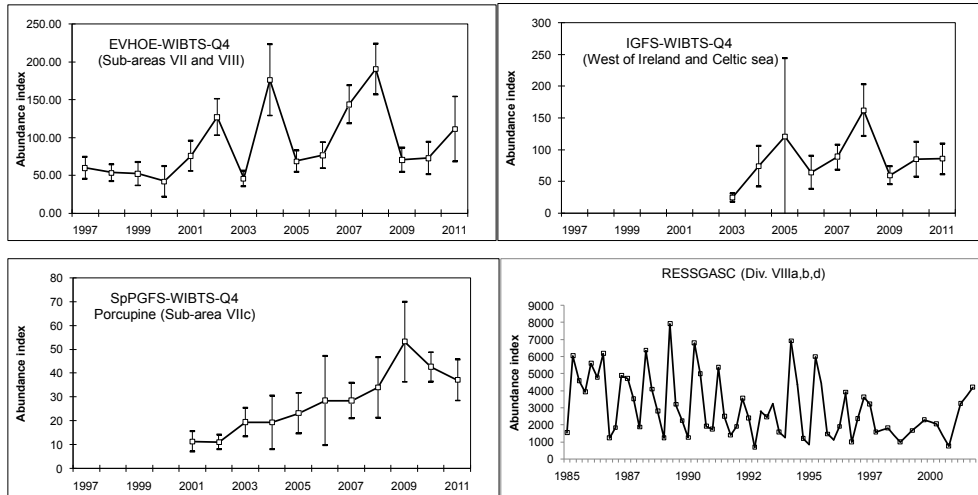 EVHOE-WIBTS-Q4
(Sub-areas VII and VIII)
Abundance index
250.00
200.00
150.00
100.00
50.00
0.00
1997 1999 2001 2003 2005 2007 2009 2011
IGFS-WIBTS-Q4
(West of Ireland and Celtic sea)
Abundance index
300
250
200
150
100
50
0
1997 1999 2001 2003 2005 2007 2009 2011
SpPGFS-WIBTS-Q4
Porcupine (Sub-area VIIc)
Abundance index
80
70
60
50
40
30
20
10
0
1997 1999 2001 2003 2005 2007 2009 2011
RESSGASC (Div. VIIIa,b,d)
Abundance index
9000
8000
7000
6000
5000
4000
3000
2000
1000
0
1985 1987 1990 1992 1995 1997 2000